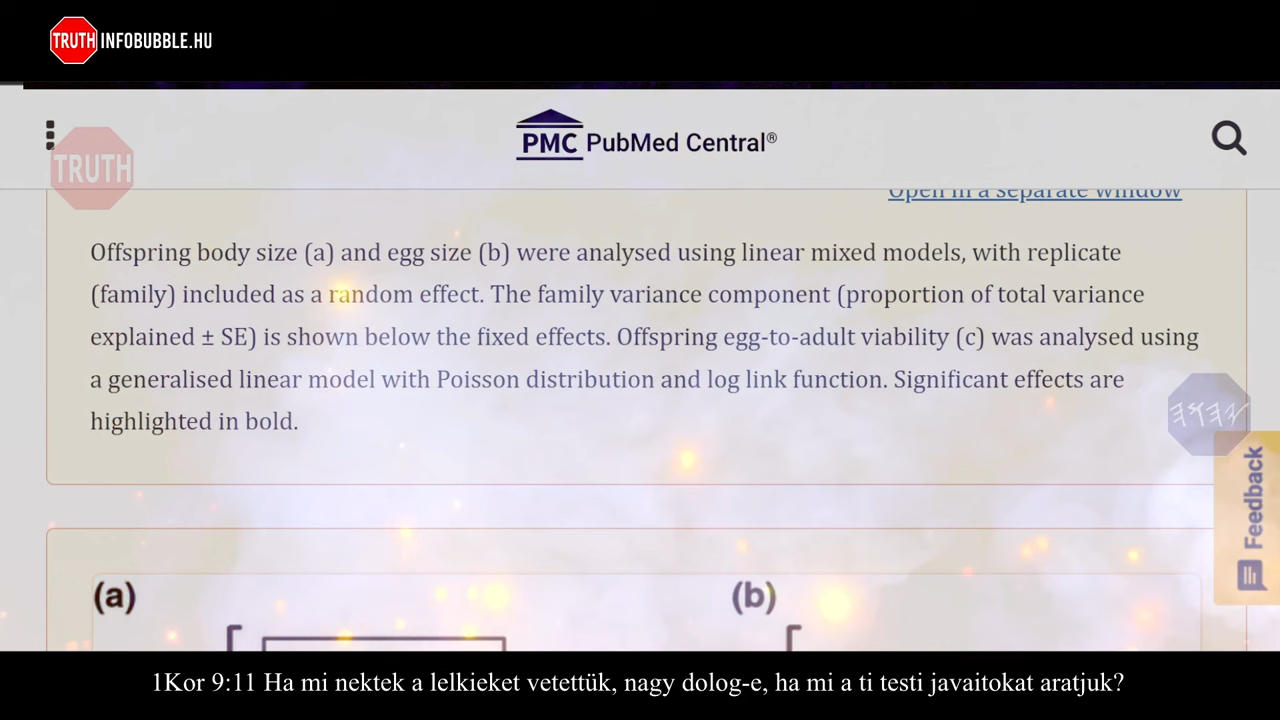 TRUTH INFOBUBBLE.HU
PMC PubMed Central®
TRUTH
Open in a separate window
Offspring body size (a) and egg size (b) were analysed using linear mixed models, with replicate
(family) included as a random effect. The family variance component (proportion of total variance
explained ± SE) is shown below the fixed effects. Offspring egg-to-adult viability (c) was analysed using
a generalised linear model with Poisson distribution and log link function. Significant effects are
highlighted in bold.
𐤉𐤄𐤅𐤄
Feedback
(a)
(b)
1Kor 9:11 Ha mi nektek a lelkieket vetettük, nagy dolog-e, ha mi a ti testi javaitokat aratjuk?